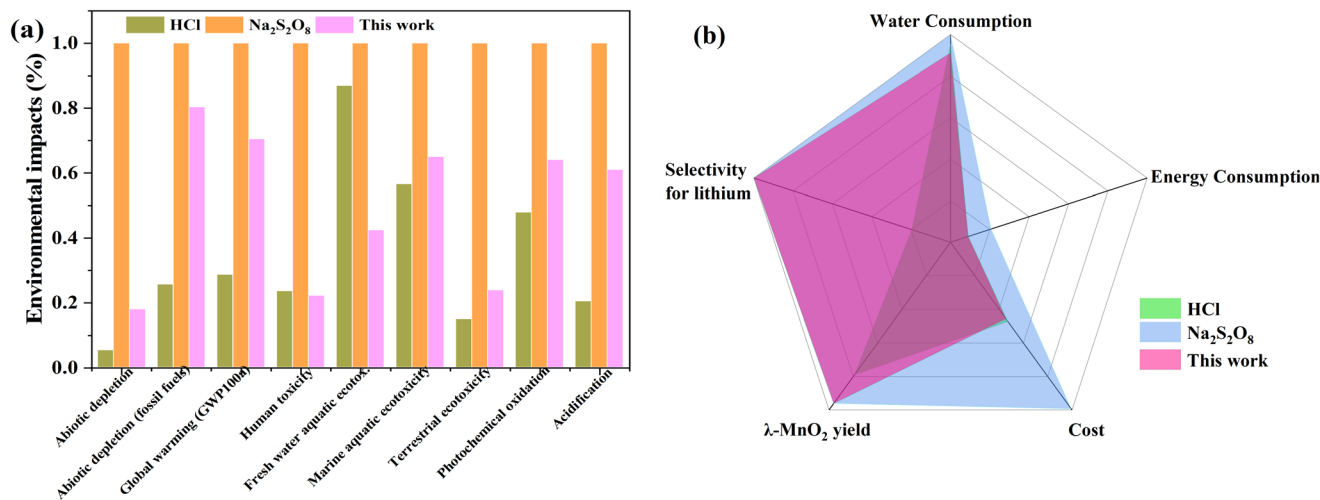 (a)
HCl
Na₂S₂O₈
This work
Environmental impacts (%)
1.0
0.8
0.6
0.4
0.2
0.0
Abiotic depletion
Abiotic depletion (fossil fuels)
Global warming (GWP100a)
Human toxicity
Fresh water aquatic ecotox.
Marine aquatic ecotoxicity
Terrestrial ecotoxicity
Photochemical oxidation
Acidification
(b)
Water Consumption
Energy Consumption
Cost
λ-MnO₂ yield
Selectivity
for lithium
HCl
Na₂S₂O₈
This work